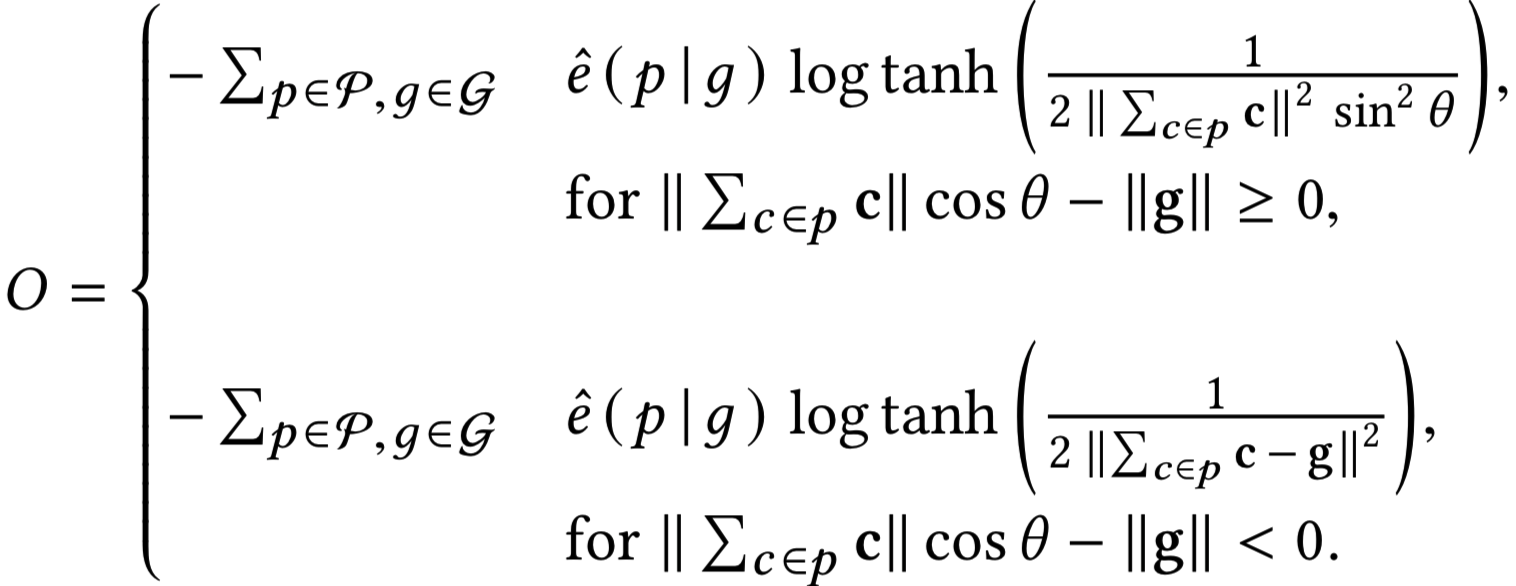 − ∑_{p∈𝒫, g∈𝒢} ê(p | g) log tanh ( 1 / (2 ‖ ∑_{c∈p} 𝐜‖² sin² θ) ),
for ‖ ∑_{c∈p} 𝐜‖ cos θ − ‖𝐠‖ ≥ 0,
O = {
− ∑_{p∈𝒫, g∈𝒢} ê(p | g) log tanh ( 1 / (2 ‖∑_{c∈p} 𝐜 − 𝐠‖²) ),
for ‖ ∑_{c∈p} 𝐜‖ cos θ − ‖𝐠‖ < 0.